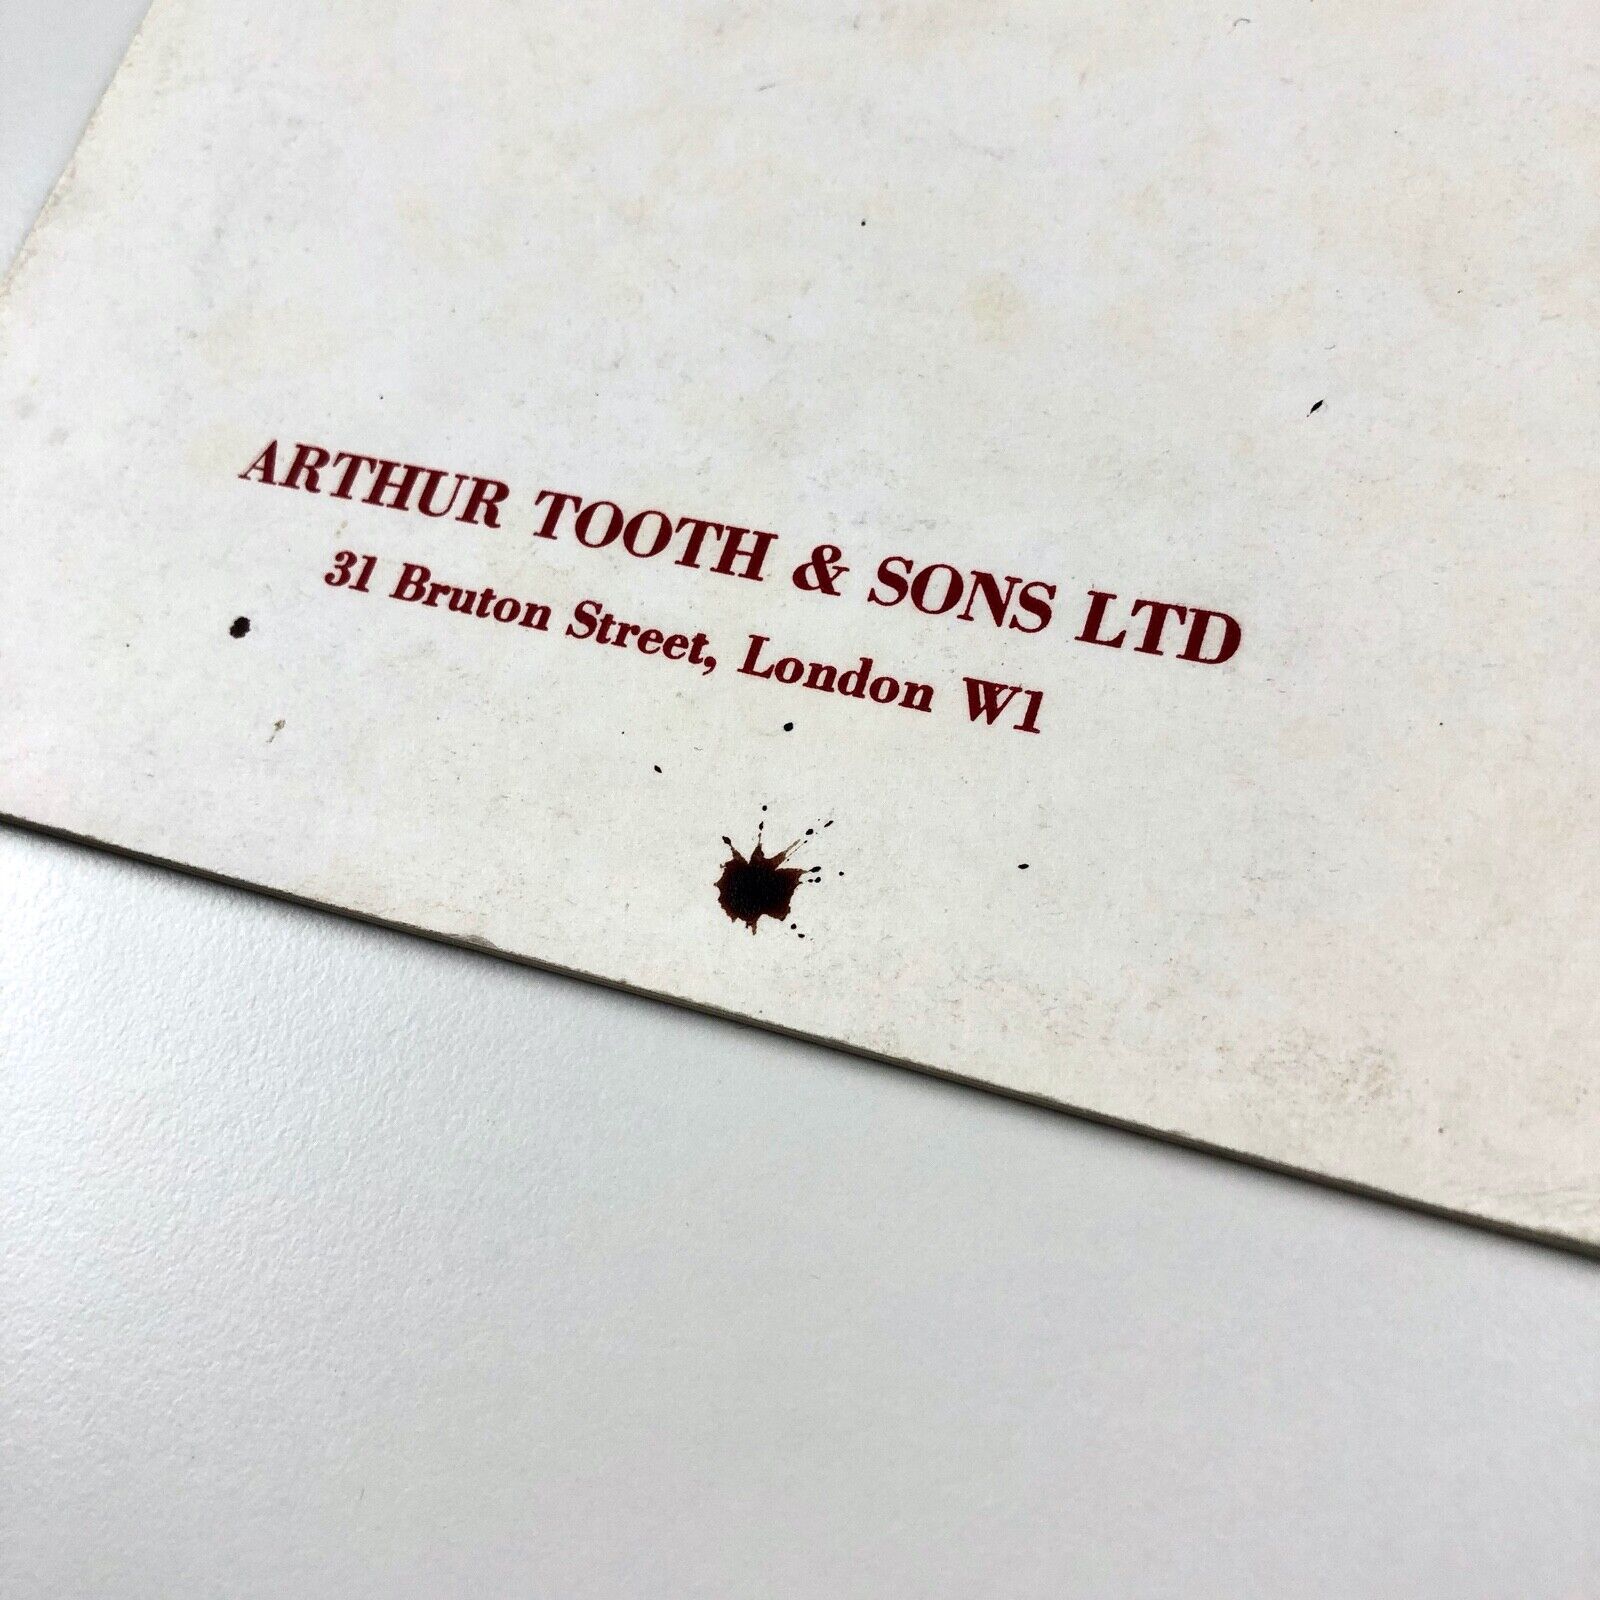 ARTHUR TOOTH & SONS LTD
31 Bruton Street, London W1